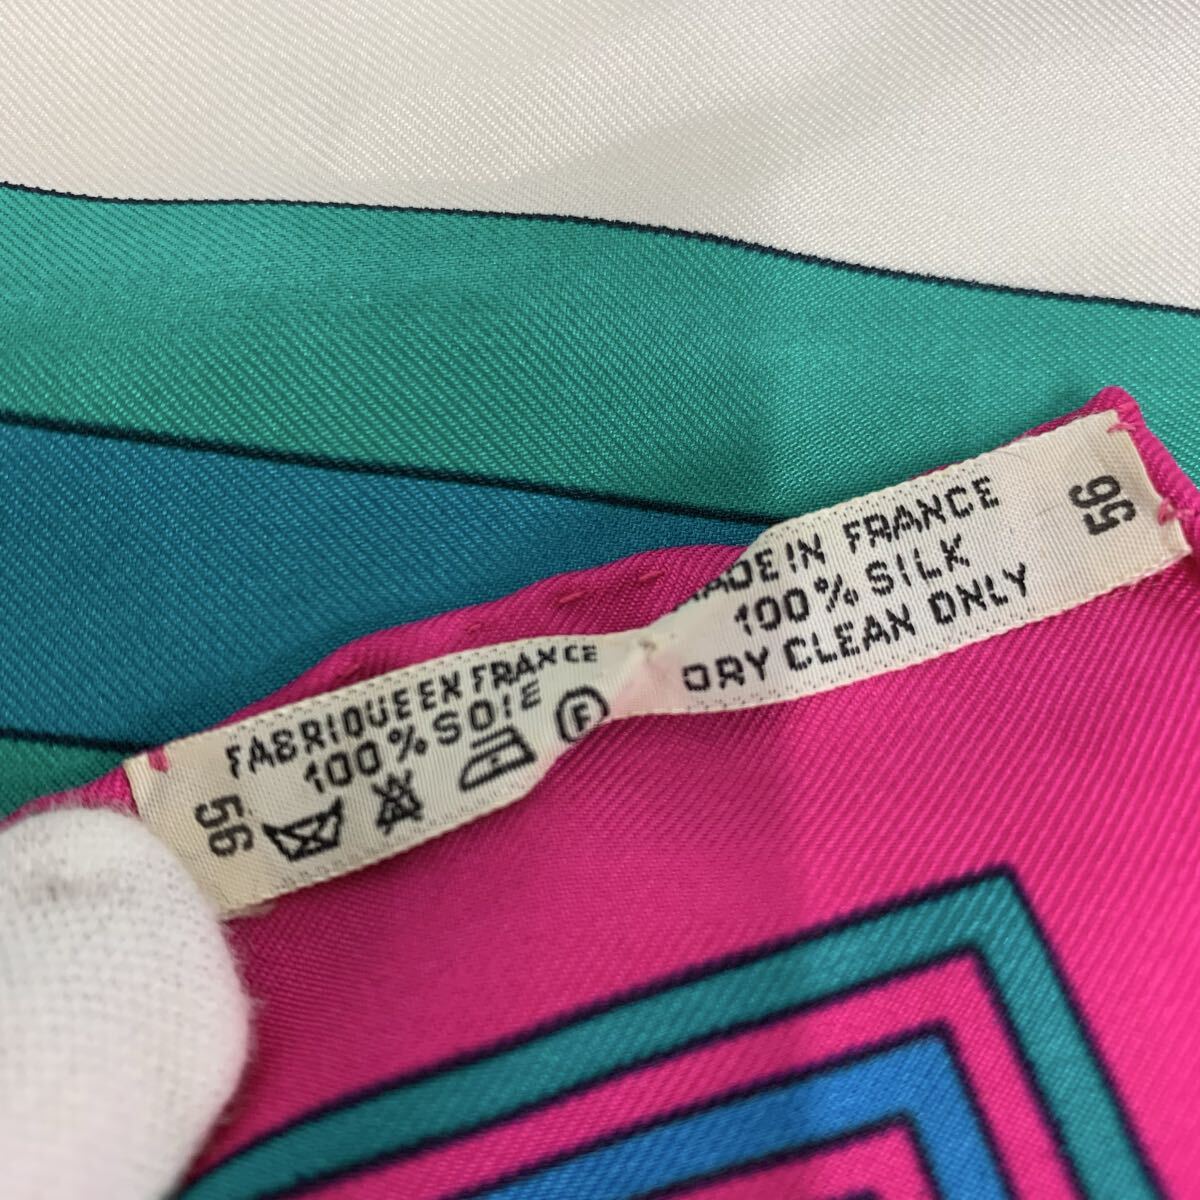 FABRIQUE EN FRANCE
100% SOIE
F
56
MADE IN FRANCE
100% SILK
DRY CLEAN ONLY
56